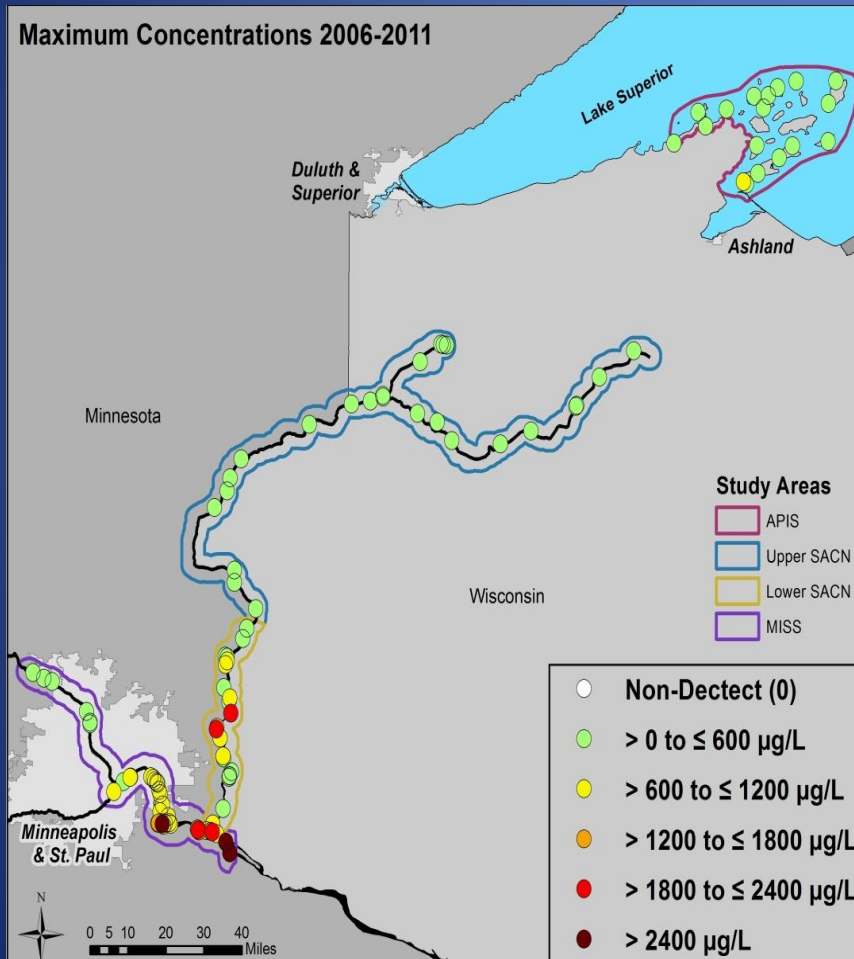 Maximum Concentrations 2006-2011
Lake Superior
Duluth &
Superior
Ashland
Minnesota
Wisconsin
Study Areas
APIS
Upper SACN
Lower SACN
MISS
Non-Dectect (0)
> 0 to ≤ 600 µg/L
> 600 to ≤ 1200 µg/L
> 1200 to ≤ 1800 µg/L
> 1800 to ≤ 2400 µg/L
> 2400 µg/L
Minneapolis
& St. Paul
N
0 5 10 20 30 40
Miles